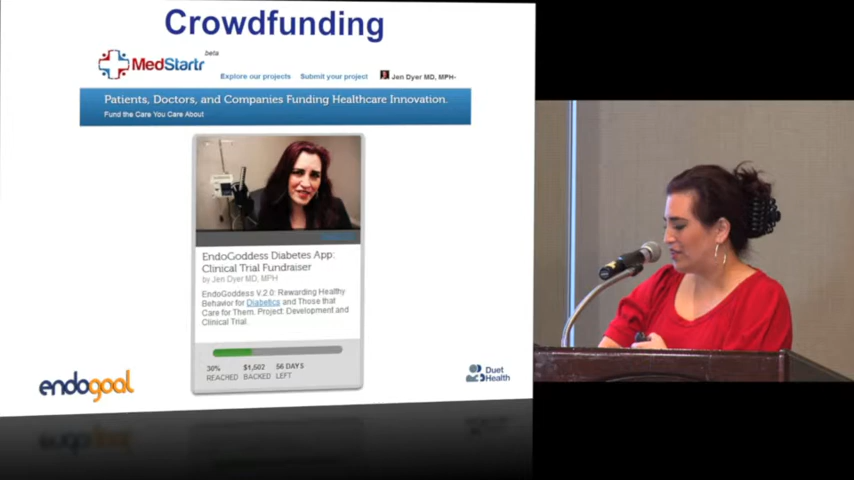 Crowdfunding
MedStartr beta
Explore our projects Submit your project Jen Dyer MD, MPH
Patients, Doctors, and Companies Funding Healthcare Innovation.
Fund the Care You Care About
EndoGoddess Diabetes App:
Clinical Trial Fundraiser
by Jen Dyer MD, MPH
EndoGoddess V.2.0: Rewarding Healthy
Behavior for Diabetics and Those that
Care for Them. Project: Development and
Clinical Trial.
30% $1,502 56 DAYS
REACHED BACKED LEFT
endogoal
Duet
Health